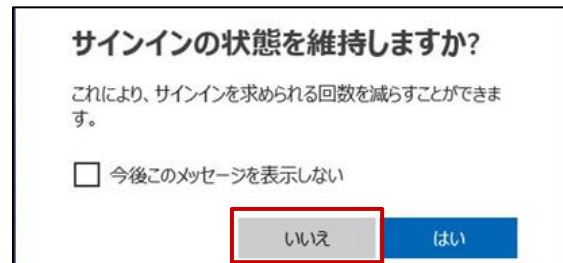 サインインの状態を維持しますか?
これにより、サインインを求められる回数を減らすことができま
す。
今後このメッセージを表示しない
いいえ
はい